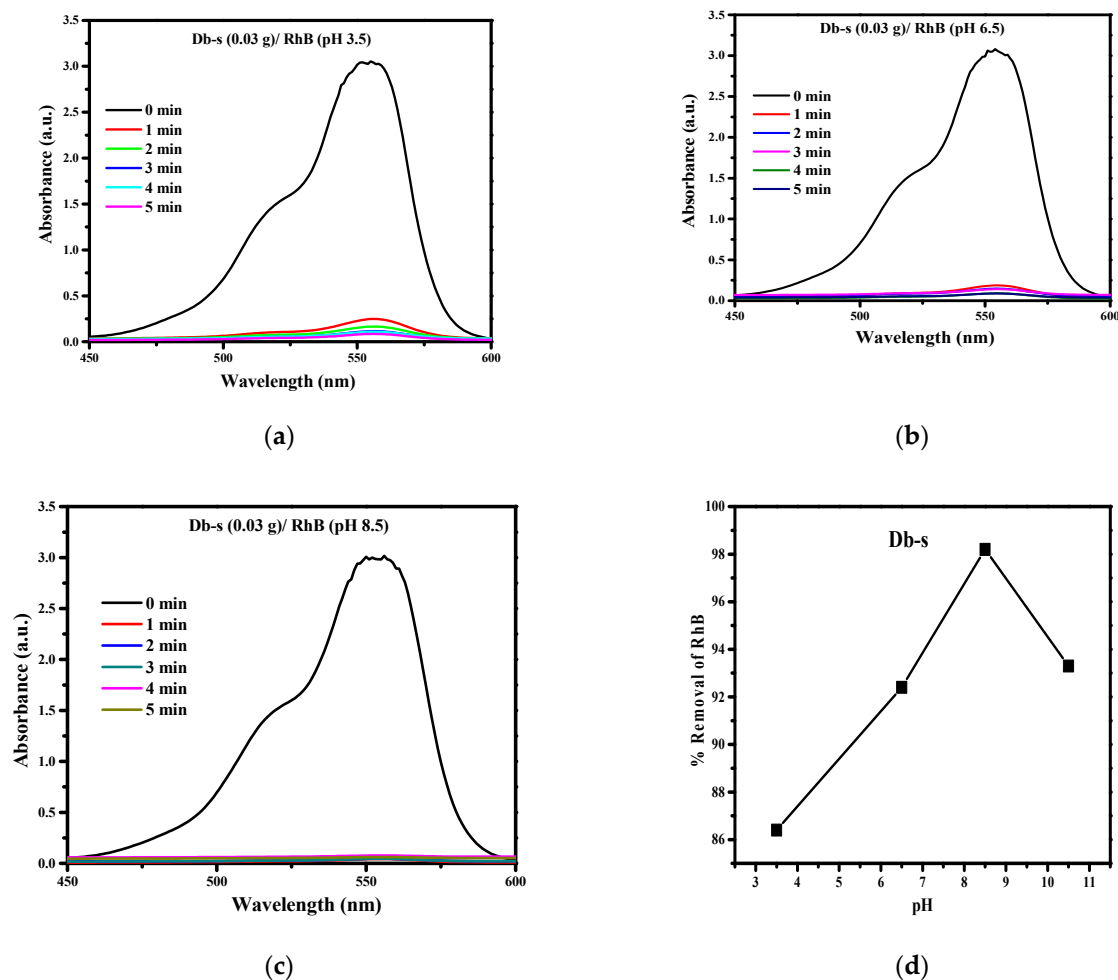 Db-s (0.03 g)/ RhB (pH 3.5)
Absorbance (a.u.)
3.5
3.0
2.5
2.0
1.5
1.0
0.5
0.0
0 min
1 min
2 min
3 min
4 min
5 min
450 500 550 600
Wavelength (nm)
(a)
Db-s (0.03 g)/ RhB (pH 6.5)
Absorbance (a.u.)
3.5
3.0
2.5
2.0
1.5
1.0
0.5
0.0
0 min
1 min
2 min
3 min
4 min
5 min
450 500 550 600
Wavelength (nm)
(b)
Db-s (0.03 g)/ RhB (pH 8.5)
Absorbance (a.u.)
3.5
3.0
2.5
2.0
1.5
1.0
0.5
0.0
0 min
1 min
2 min
3 min
4 min
5 min
450 500 550 600
Wavelength (nm)
(c)
Db-s
% Removal of RhB
100
98
96
94
92
90
88
86
3 4 5 6 7 8 9 10 11
pH
(d)